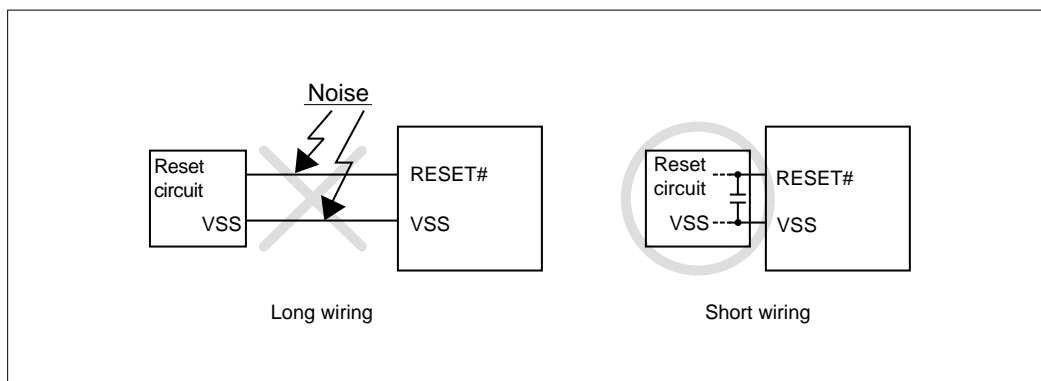 Noise
Reset
circuit
VSS
RESET#
VSS
Long wiring
Reset
circuit
VSS
RESET#
VSS
Short wiring